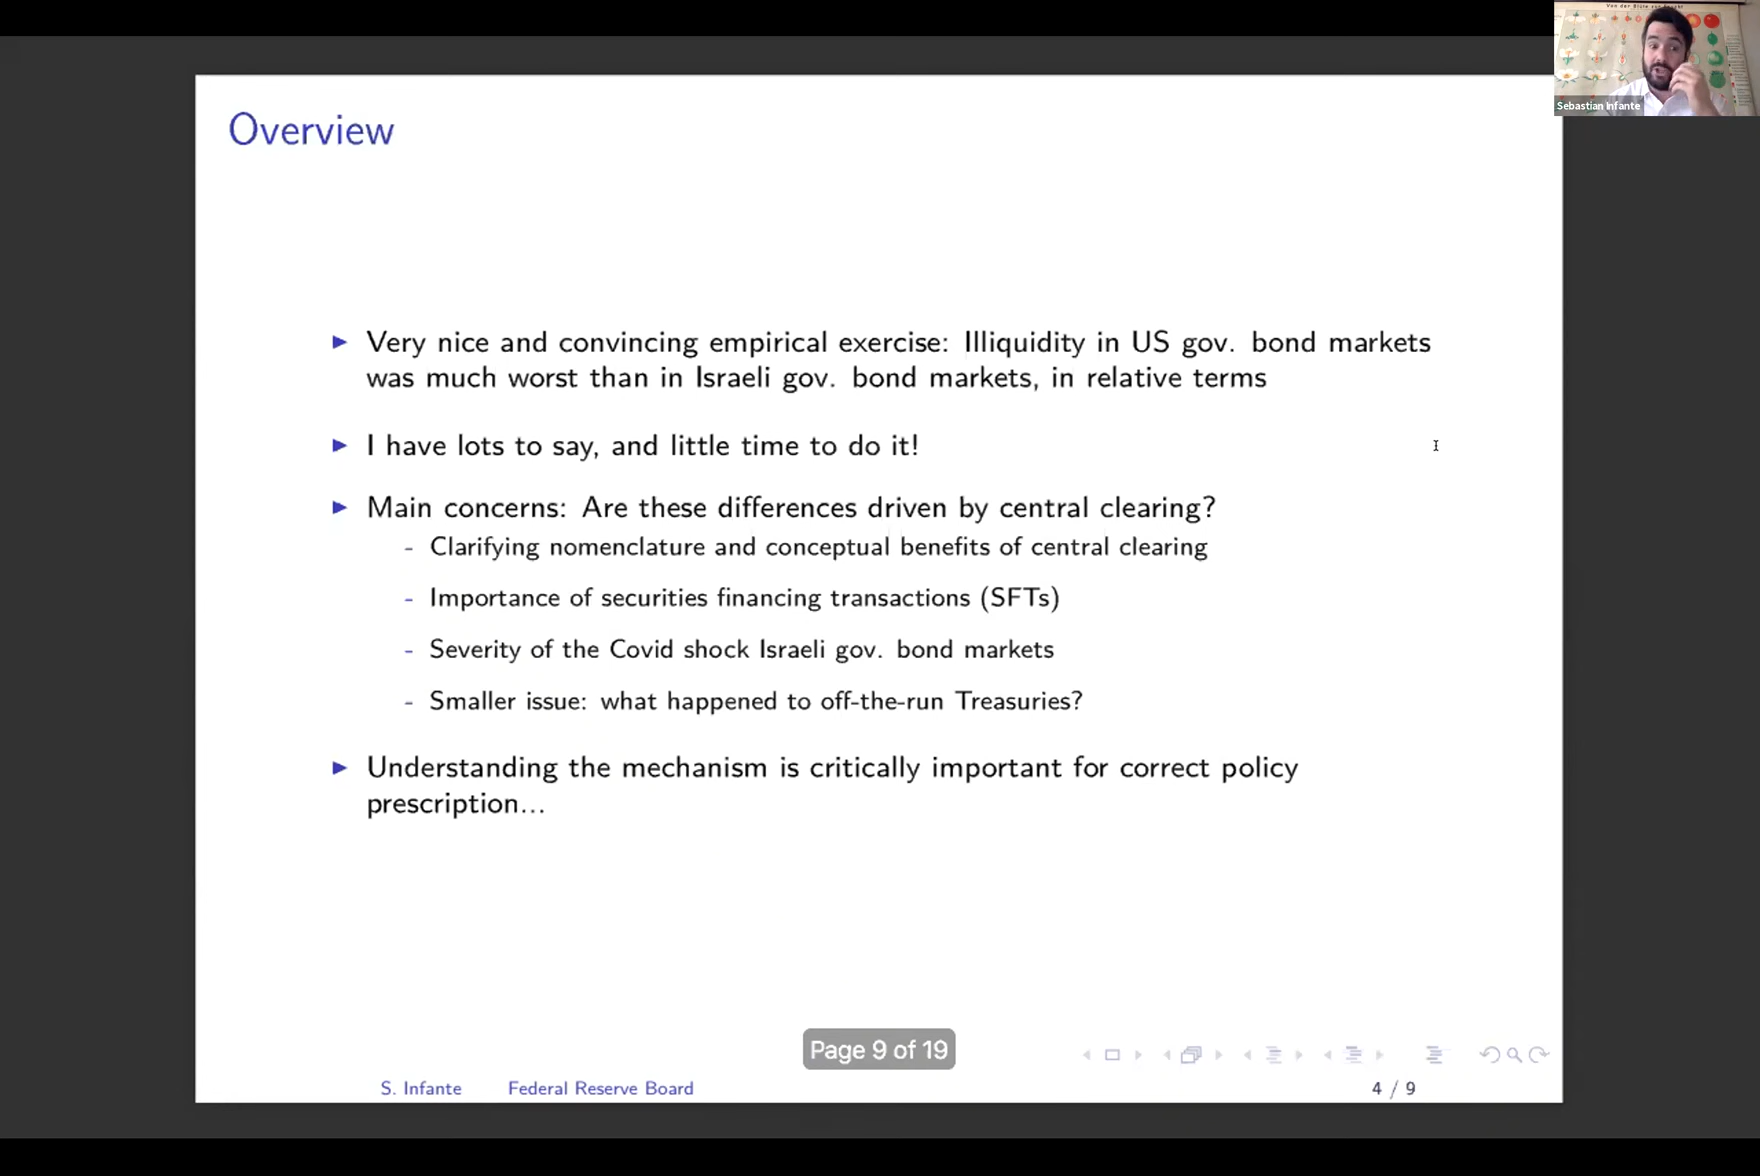 Von der Blüte zur Frucht
Sebastian Infante
Overview
Very nice and convincing empirical exercise: Illiquidity in US gov. bond markets
was much worst than in Israeli gov. bond markets, in relative terms
I have lots to say, and little time to do it!
Main concerns: Are these differences driven by central clearing?
- Clarifying nomenclature and conceptual benefits of central clearing
- Importance of securities financing transactions (SFTs)
- Severity of the Covid shock Israeli gov. bond markets
- Smaller issue: what happened to off-the-run Treasuries?
Understanding the mechanism is critically important for correct policy
prescription...
Page 9 of 19
S. Infante Federal Reserve Board 4 / 9